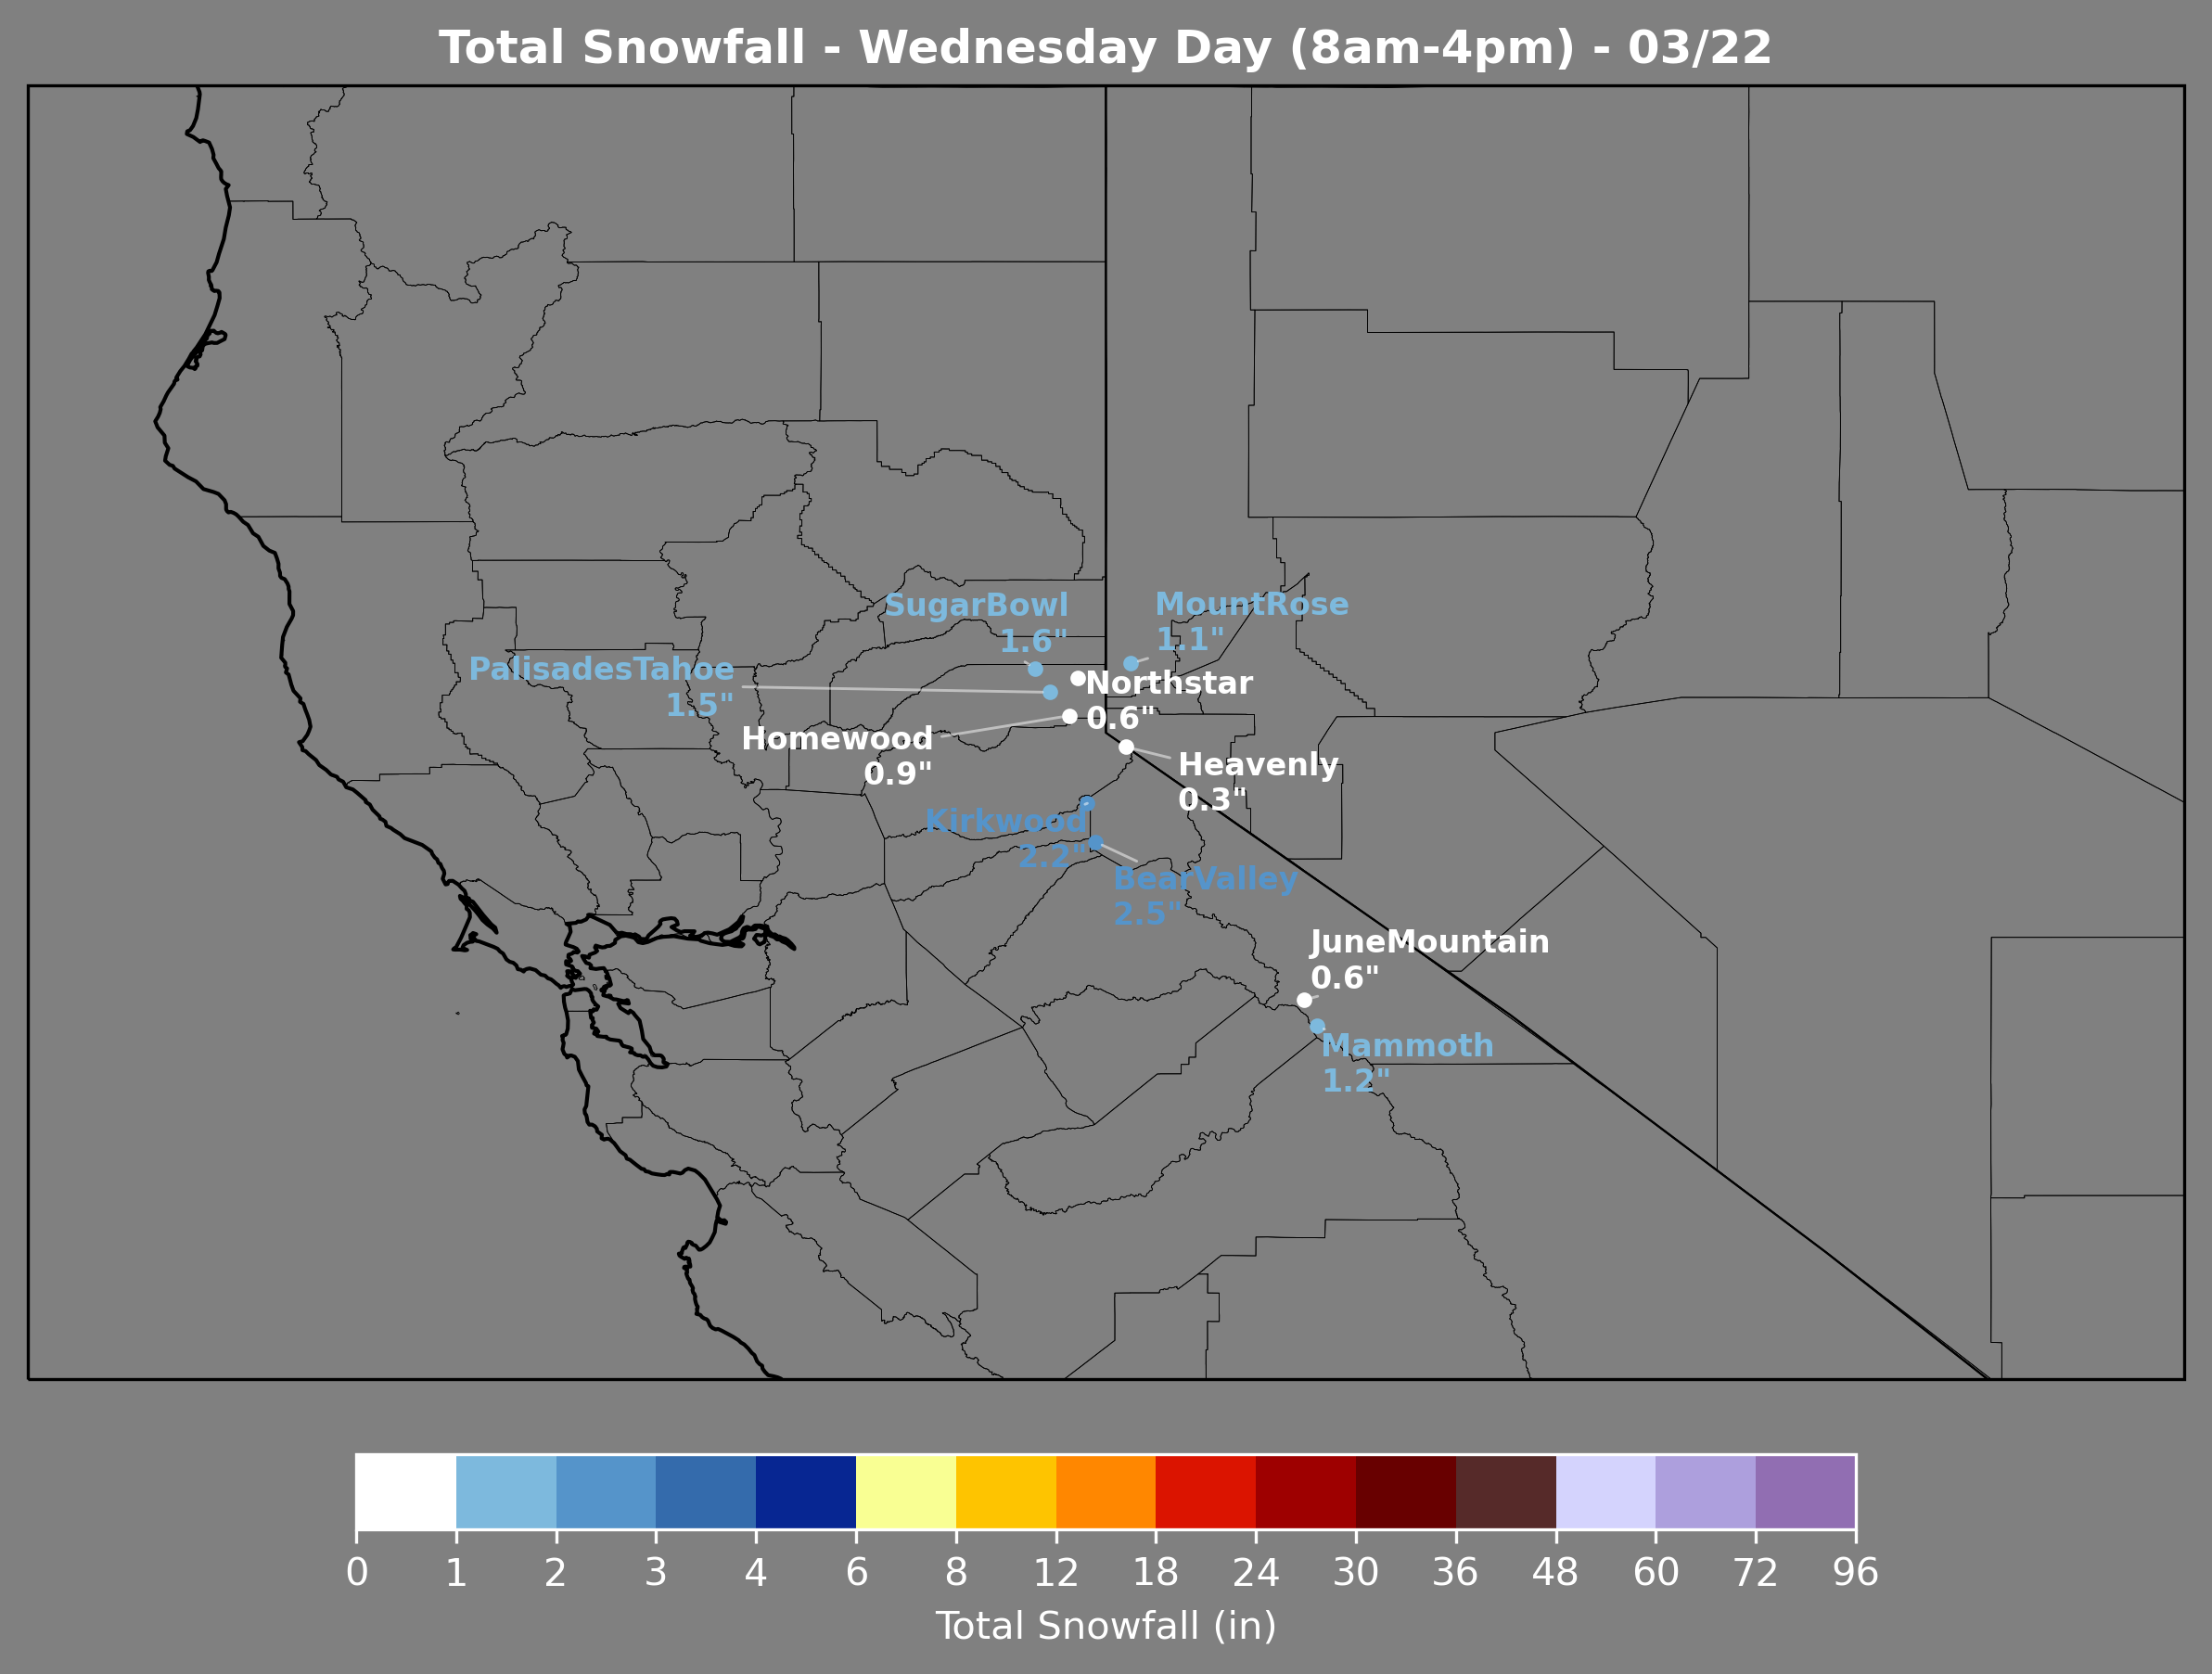 Total Snowfall - Wednesday Day (8am-4pm) - 03/22
SugarBowl
1.6"
MountRose
1.1"
PalisadesTahoe
1.5"
Northstar
0.6"
Homewood
0.9"
Heavenly
0.3"
Kirkwood
2.2"
BearValley
2.5"
JuneMountain
0.6"
Mammoth
1.2"
0 1 2 3 4 6 8 12 18 24 30 36 48 60 72 96
Total Snowfall (in)